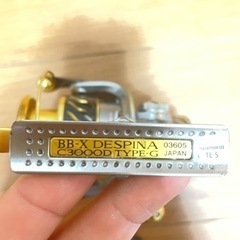 BB-X DESPINA 03605
C3000D TYPE-G JAPAN